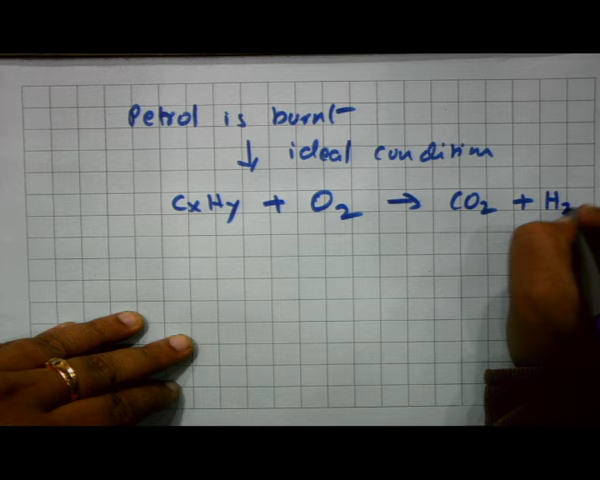 Petrol is burnt
↓ ideal condition
CxHy + O2 → CO2 + H2